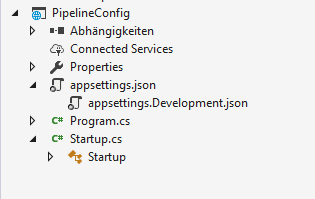 PipelineConfig
Abhängigkeiten
Connected Services
Properties
appsettings.json
appsettings.Development.json
C# Program.cs
C# Startup.cs
Startup